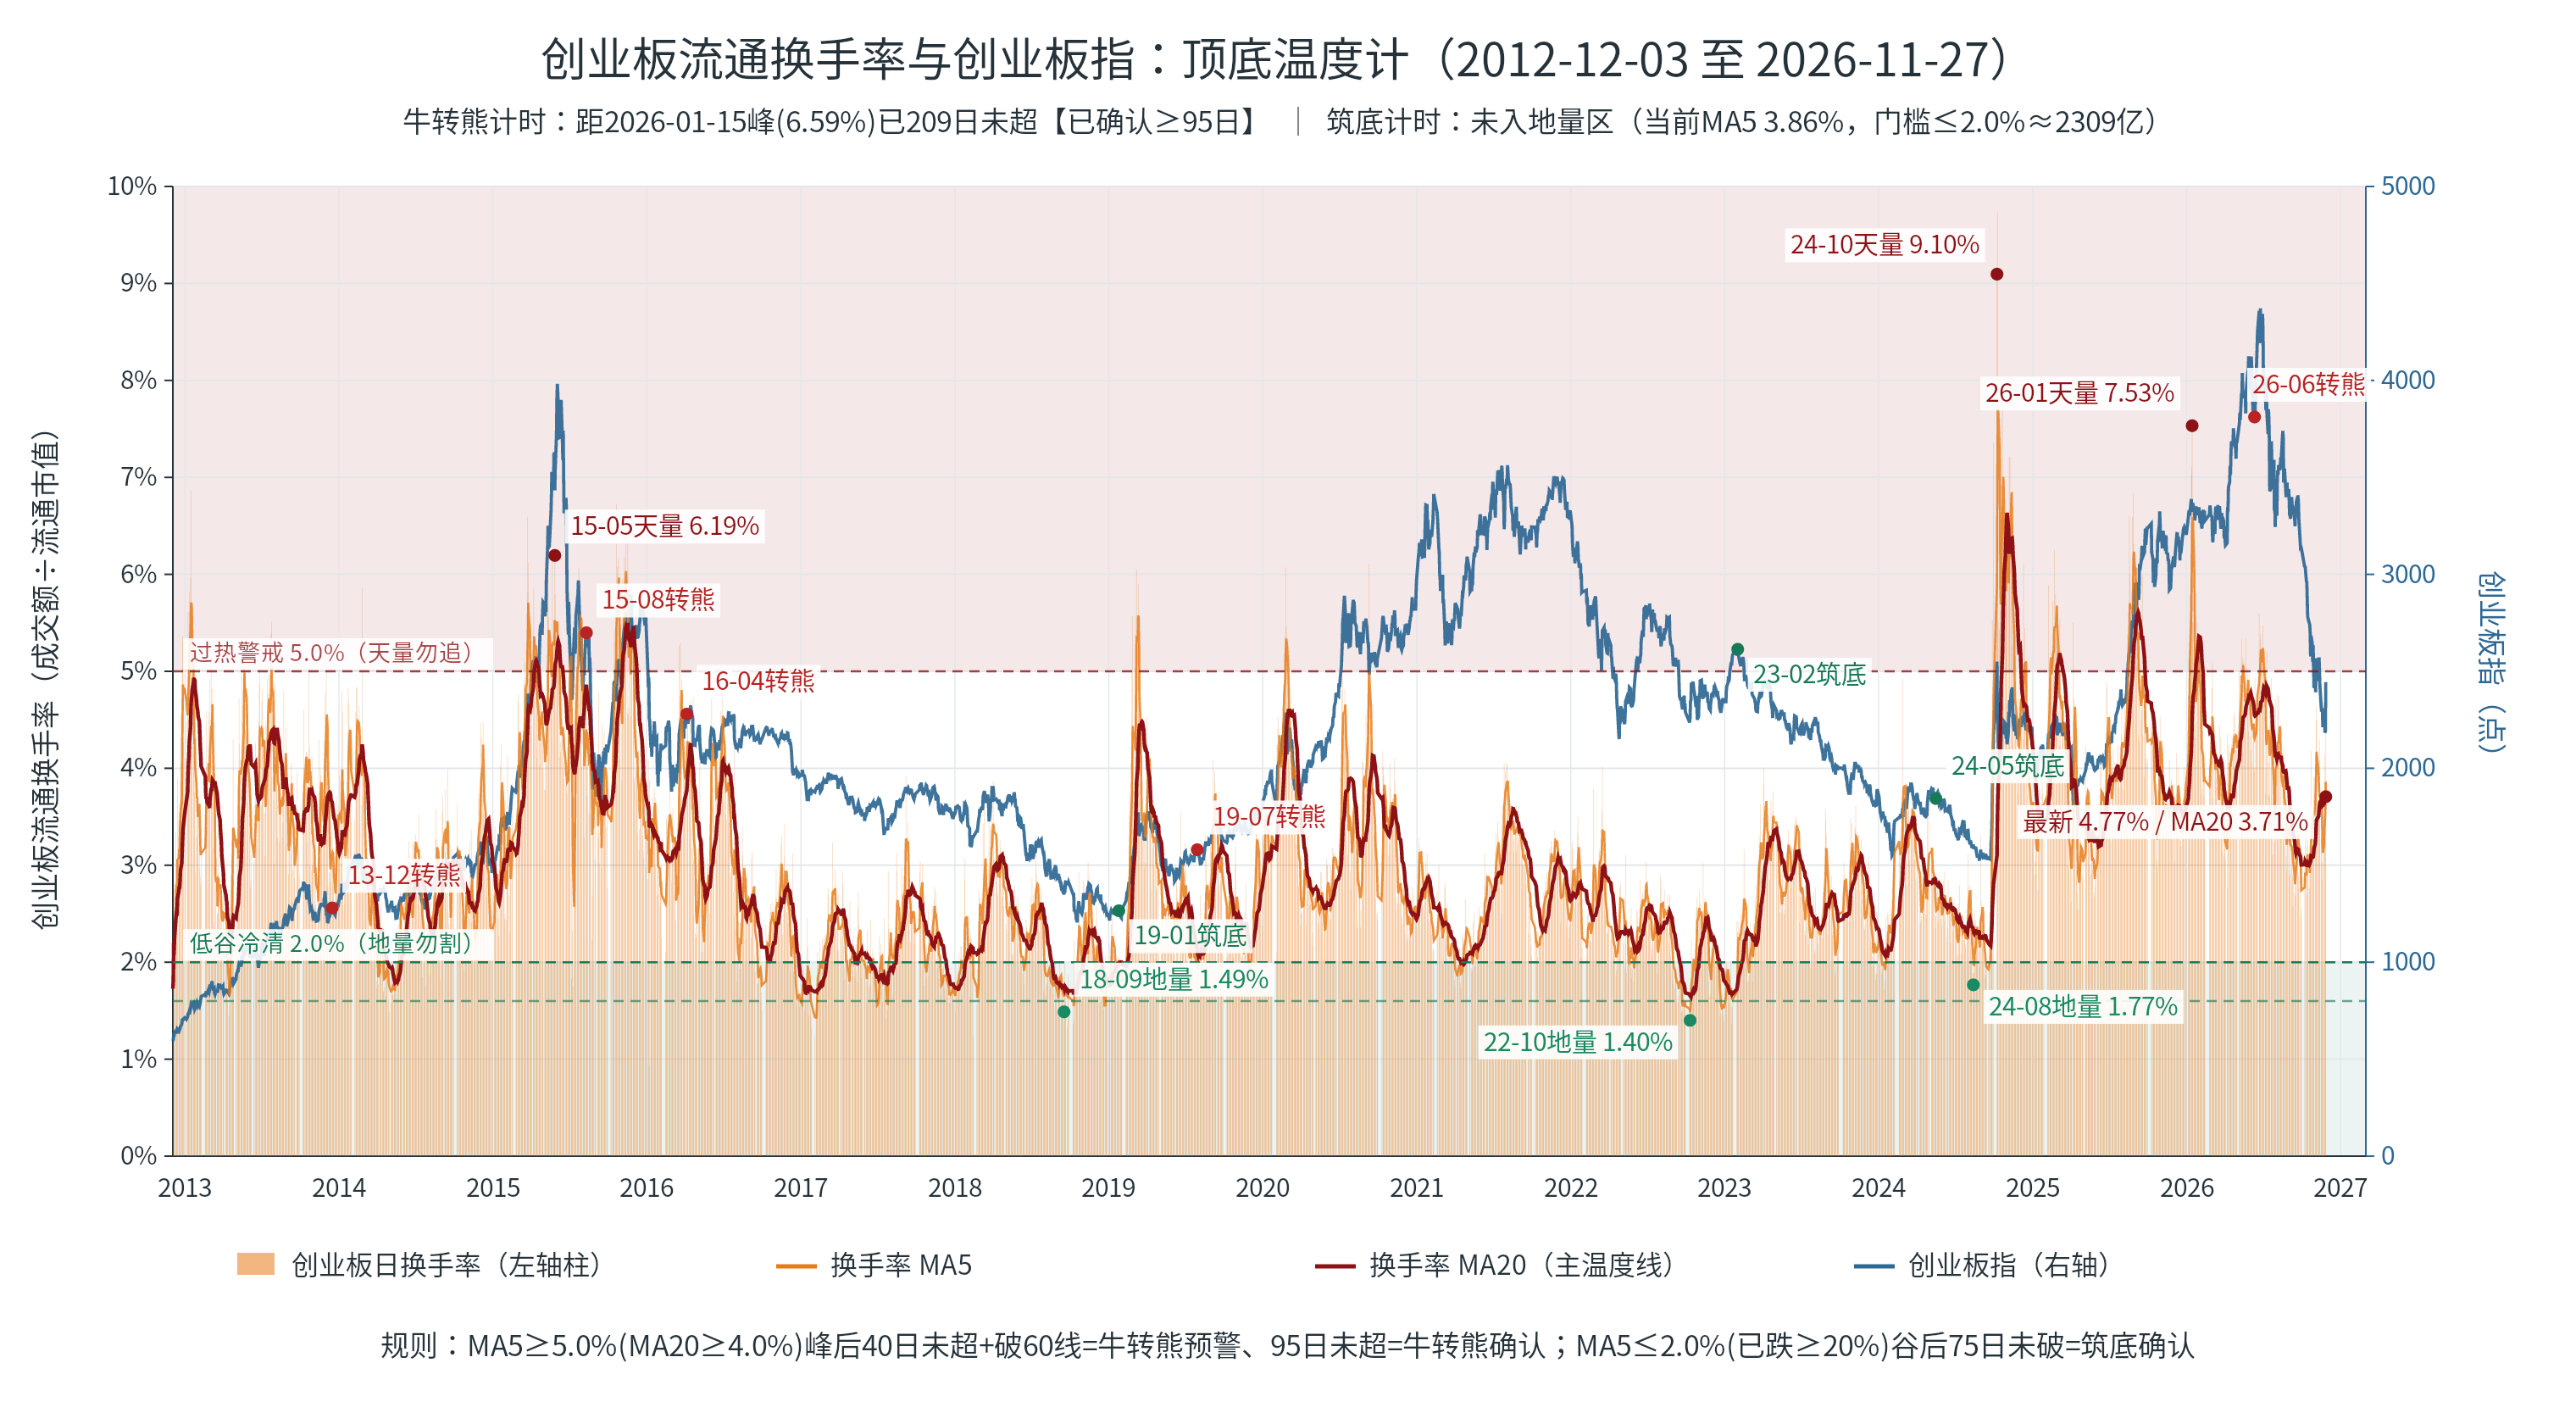 创业板流通换手率与创业板指：顶底温度计（2012-12-03 至 2026-11-27）
牛转熊计时：距2026-01-15峰(6.59%)已209日未超【已确认≥95日】 ｜ 筑底计时：未入地量区（当前MA5 3.86%，门槛≤2.0%≈2309亿）
创业板流通换手率（成交额÷流通市值）
10%
9%
8%
7%
6%
5%
4%
3%
2%
1%
0%
5000
4000
3000
2000
1000
0
创业板指（点）
24-10天量 9.10%
26-01天量 7.53%
26-06转熊
15-05天量 6.19%
15-08转熊
过热警戒 5.0%（天量勿追）
16-04转熊
23-02筑底
24-05筑底
19-07转熊
最新 4.77% / MA20 3.71%
13-12转熊
低谷冷清 2.0%（地量勿割）
19-01筑底
18-09地量 1.49%
24-08地量 1.77%
22-10地量 1.40%
2013 2014 2015 2016 2017 2018 2019 2020 2021 2022 2023 2024 2025 2026 2027
创业板日换手率（左轴柱） 换手率 MA5 换手率 MA20（主温度线） 创业板指（右轴）
规则：MA5≥5.0%(MA20≥4.0%)峰后40日未超+破60线=牛转熊预警、95日未超=牛转熊确认；MA5≤2.0%(已跌≥20%)谷后75日未破=筑底确认